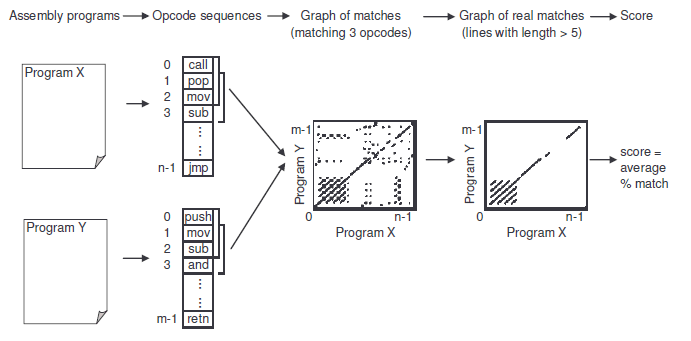 Assembly programs Opcode sequences Graph of matches Graph of real matches Score
(matching 3 opcodes) (lines with length > 5)
Program X
0 call
1 pop
2 mov
3 sub
n-1 jmp
Program Y
0 push
1 mov
2 sub
3 and
m-1 retn
m-1
Program Y
0 n-1
Program X
m-1
Program Y
0 n-1
Program X
score =
average
% match